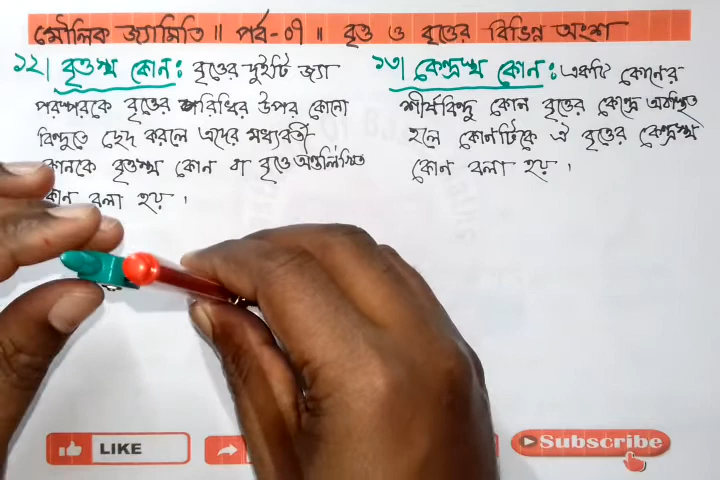 মৌলিক জ্যামিতি ॥ পর্ব - ০৭ ॥ বৃত্ত ও বৃত্তের বিভিন্ন অংশ
১২| বৃত্তস্থ কোন : বৃত্তের দুইটি জ্যা
পরস্পরকে বৃত্তের পরিধির উপর কোনো
বিন্দুতে ছেদ করলে এদের মধ্যবর্তী
কোনকে বৃত্তস্থ কোন বা বৃত্তে অন্তর্লিখিত
কোন বলা হয় ।
১৩| কেন্দ্রস্থ কোন : একটি কোনের
শীর্ষবিন্দু কোন বৃত্তের কেন্দ্রে অবস্থিত
হলে কোনটিকে ঐ বৃত্তের কেন্দ্রস্থ
কোন বলা হয় ।
LIKE
Subscribe